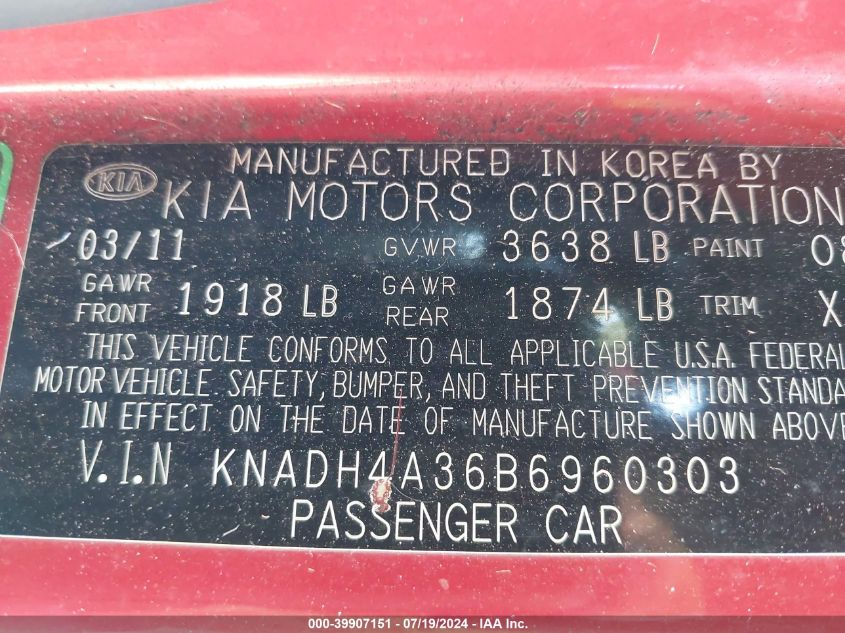 MANUFACTURED IN KOREA BY
KIA KIA MOTORS CORPORATION
03/11 GVWR 3638 LB PAINT
GAWR FRONT 1918 LB GAWR REAR 1874 LB TRIM X
THIS VEHICLE CONFORMS TO ALL APPLICABLE U.S.A. FEDERAL
MOTOR VEHICLE SAFETY, BUMPER, AND THEFT PREVENTION STANDA
IN EFFECT ON THE DATE OF MANUFACTURE SHOWN ABOVE
V.I.N KNADH4A36B6960303
PASSENGER CAR
000-39907151 - 07/19/2024 - IAA Inc.